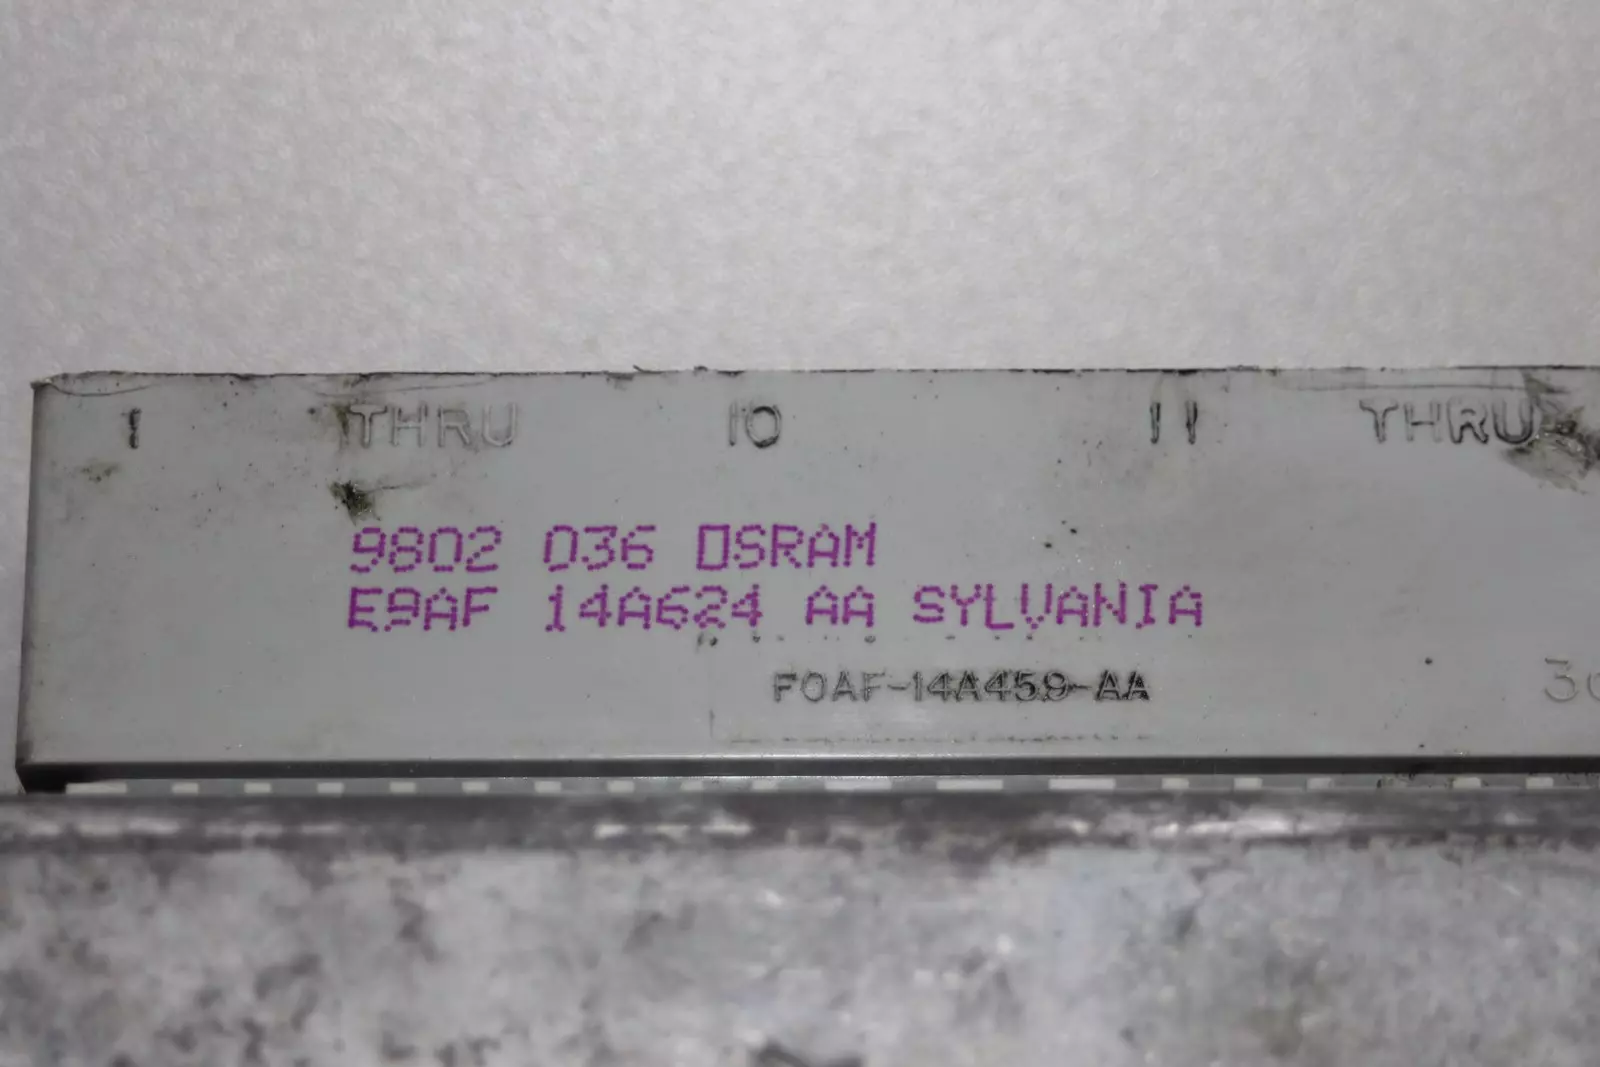 1 THRU 10 11 THRU
9802 036 OSRAM
E9AF 14A624 AA SYLVANIA
F0AF-14A459-AA